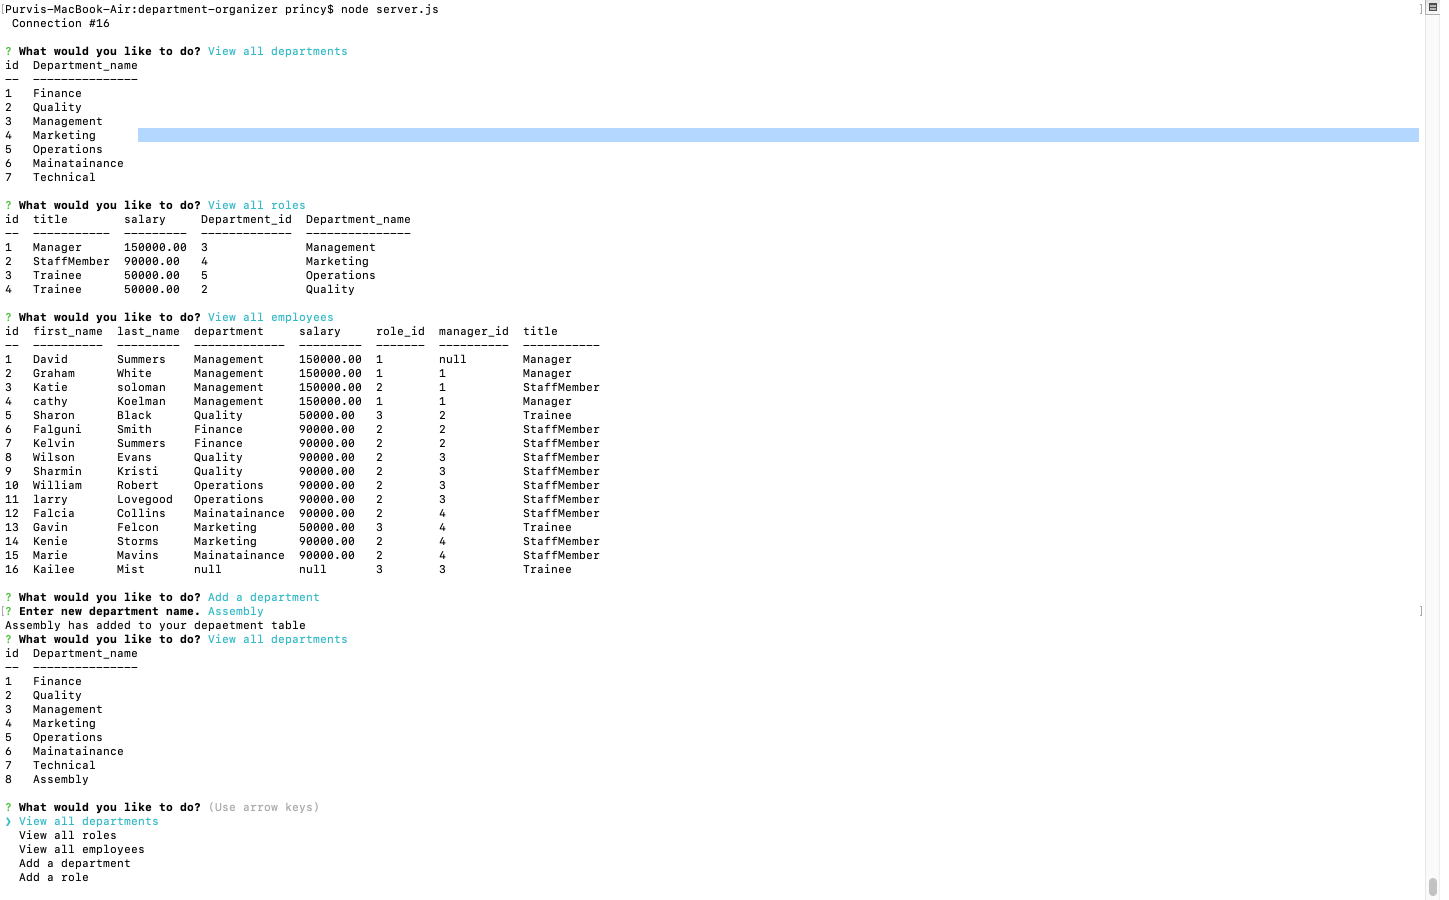 [Purvis-MacBook-Air:department-organizer princy$ node server.js ]
Connection #16
? What would you like to do? View all departments
id  Department_name
--  ---------------
1   Finance
2   Quality
3   Management
4   Marketing
5   Operations
6   Mainatainance
7   Technical
? What would you like to do? View all roles
id  title        salary     Department_id  Department_name
--  -----------  ---------  -------------  ---------------
1   Manager      150000.00  3              Management
2   StaffMember  90000.00   4              Marketing
3   Trainee      50000.00   5              Operations
4   Trainee      50000.00   2              Quality
? What would you like to do? View all employees
id  first_name  last_name  department     salary     role_id  manager_id  title
--  ----------  ---------  -------------  ---------  -------  ----------  -----------
1   David       Summers    Management     150000.00  1        null        Manager
2   Graham      White      Management     150000.00  1        1           Manager
3   Katie       soloman    Management     150000.00  2        1           StaffMember
4   cathy       Koelman    Management     150000.00  1        1           Manager
5   Sharon      Black      Quality        50000.00   3        2           Trainee
6   Falguni     Smith      Finance        90000.00   2        2           StaffMember
7   Kelvin      Summers    Finance        90000.00   2        2           StaffMember
8   Wilson      Evans      Quality        90000.00   2        3           StaffMember
9   Sharmin     Kristi     Quality        90000.00   2        3           StaffMember
10  William     Robert     Operations     90000.00   2        3           StaffMember
11  larry       Lovegood   Operations     90000.00   2        3           StaffMember
12  Falcia      Collins    Mainatainance  90000.00   2        4           StaffMember
13  Gavin       Felcon     Marketing      50000.00   3        4           Trainee
14  Kenie       Storms     Marketing      90000.00   2        4           StaffMember
15  Marie       Mavins     Mainatainance  90000.00   2        4           StaffMember
16  Kailee      Mist       null           null       3        3           Trainee
? What would you like to do? Add a department
[? Enter new department name. Assembly ]
Assembly has added to your depaetment table
? What would you like to do? View all departments
id  Department_name
--  ---------------
1   Finance
2   Quality
3   Management
4   Marketing
5   Operations
6   Mainatainance
7   Technical
8   Assembly
? What would you like to do? (Use arrow keys)
❯ View all departments
View all roles
View all employees
Add a department
Add a role